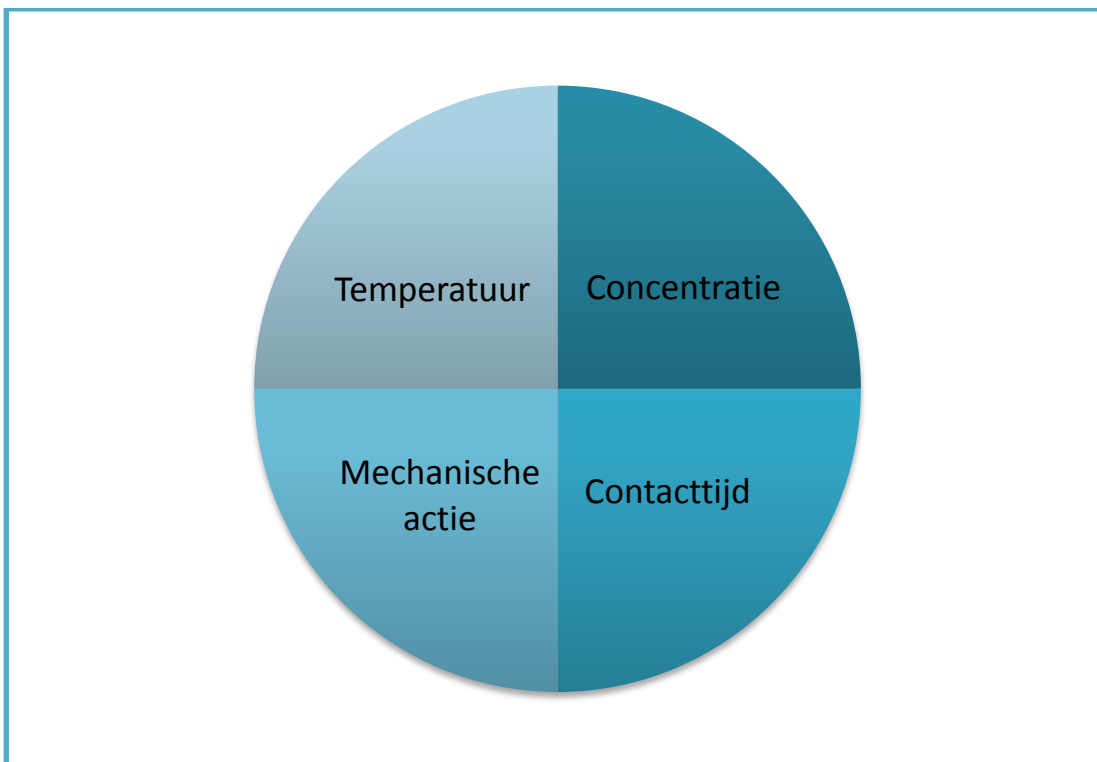 Temperatuur
Concentratie
Mechanische
actie
Contacttijd